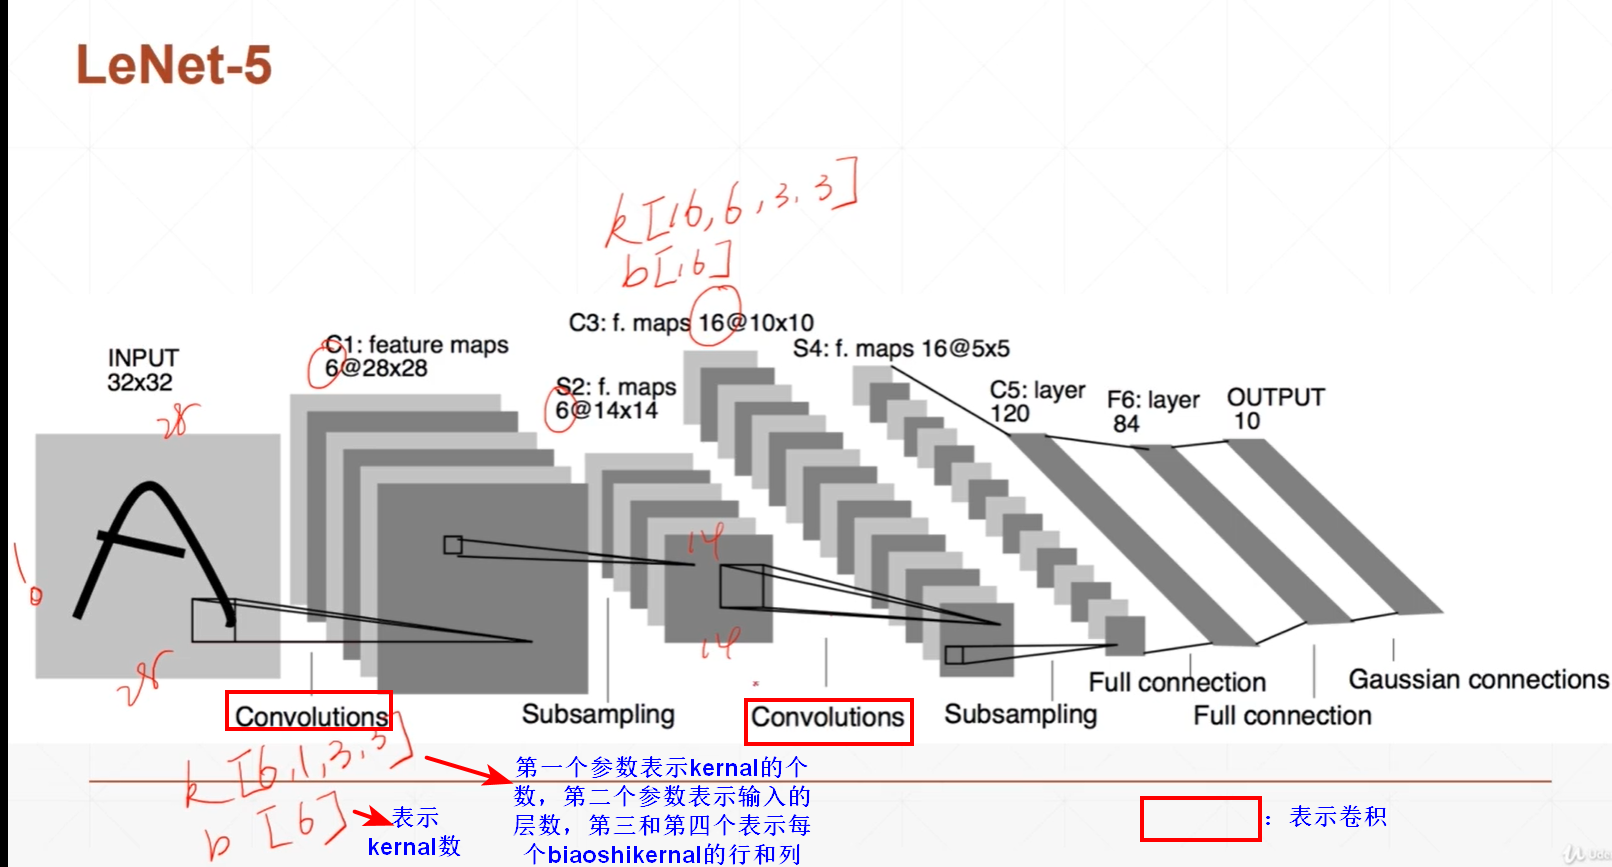 LeNet-5
k[16,6,3,3]
b[16]
C3: f. maps 16@10x10
INPUT
32x32
C1: feature maps
6@28x28
S2: f. maps
6@14x14
S4: f. maps 16@5x5
C5: layer
120
F6: layer
84
OUTPUT
10
28
28
1
14
14
Convolutions
Subsampling
Convolutions
Subsampling
Full connection
Full connection
Gaussian connections
k[6,1,3,3]
b[6]
表示
kernal数
第一个参数表示kernal的个
数，第二个参数表示输入的
层数，第三和第四个表示每
个biaoshikernal的行和列
：表示卷积